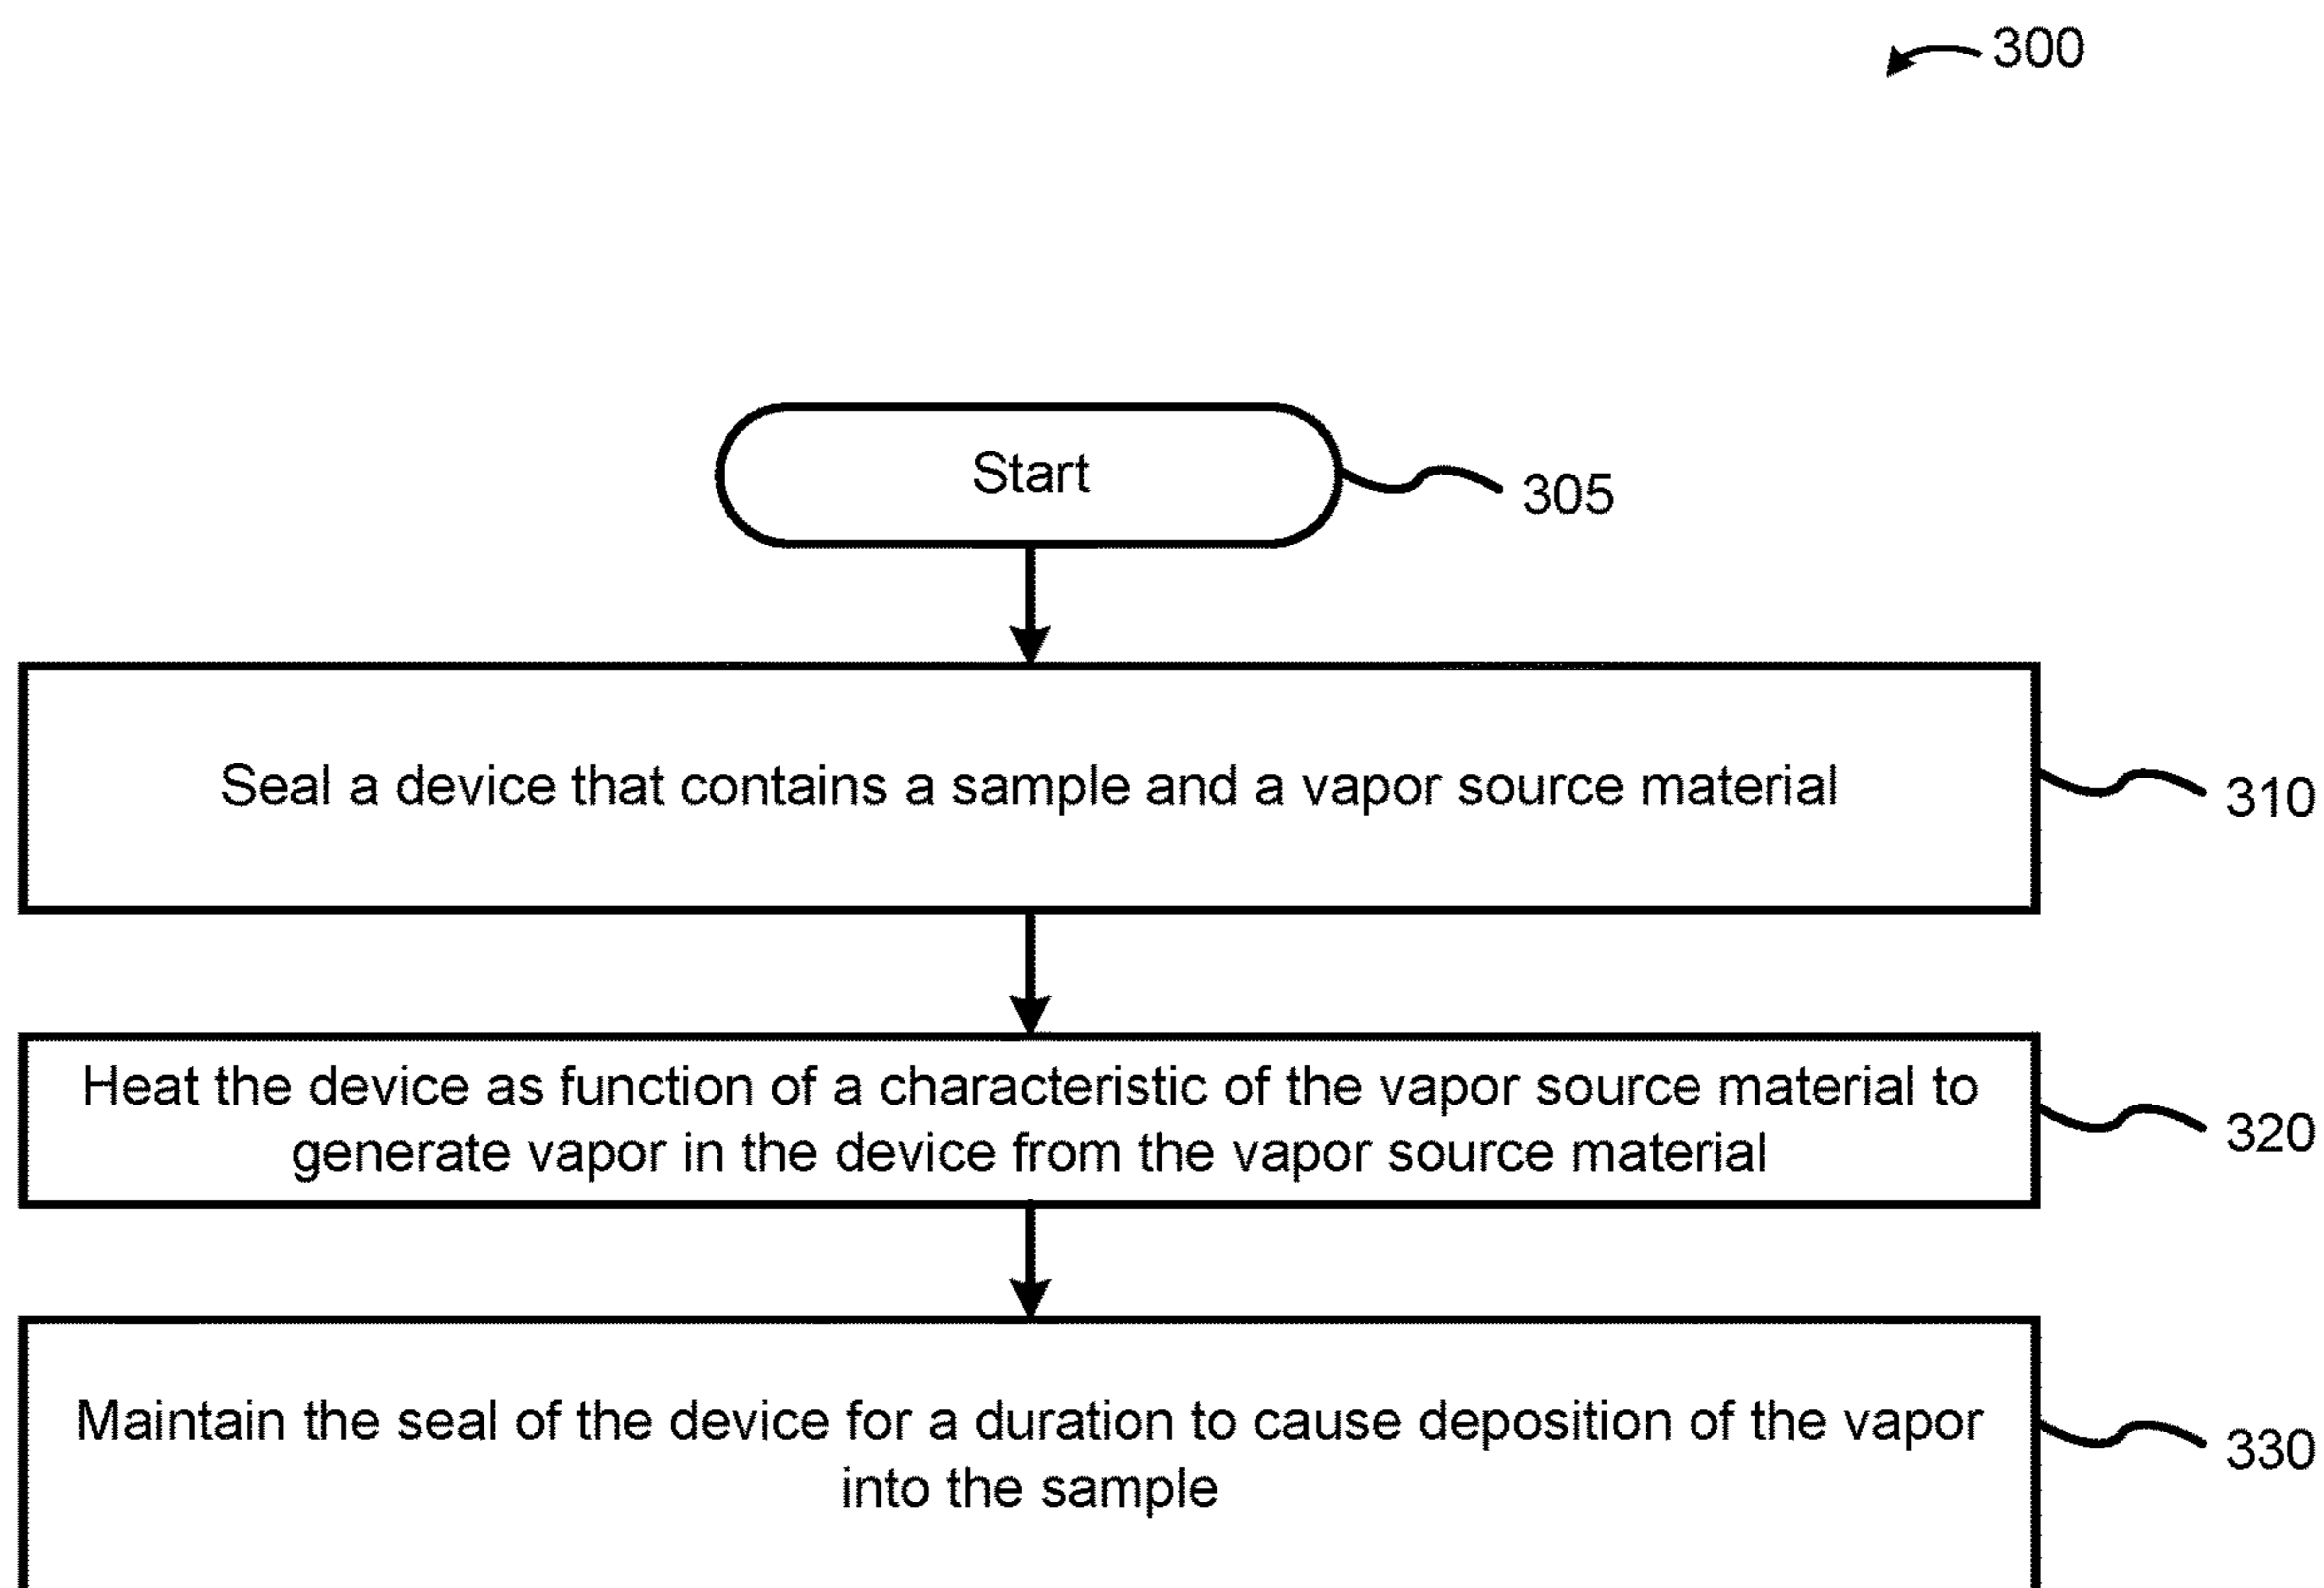 300
Start
305
Seal a device that contains a sample and a vapor source material
310
Heat the device as function of a characteristic of the vapor source material to
generate vapor in the device from the vapor source material
320
Maintain the seal of the device for a duration to cause deposition of the vapor
into the sample
330